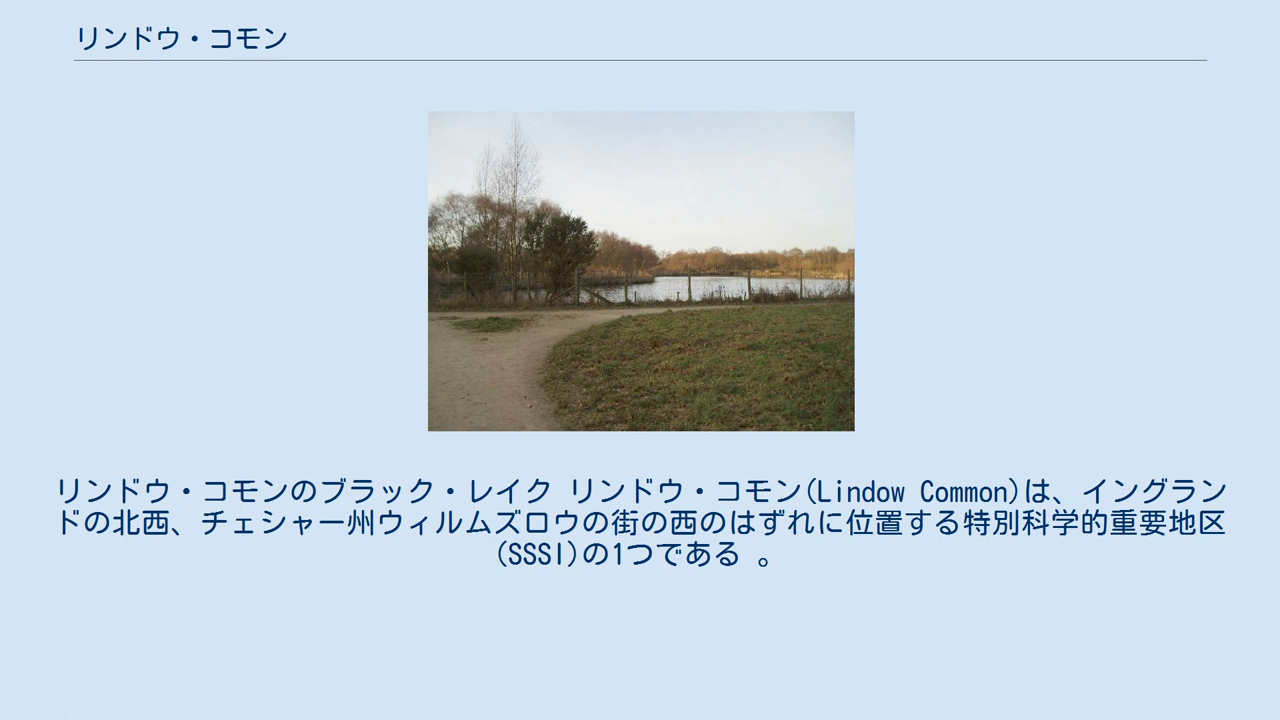 リンドウ・コモン
リンドウ・コモンのブラック・レイク リンドウ・コモン(Lindow Common)は、イングラン
ドの北西、チェシャー州ウィルムズロウの街の西のはずれに位置する特別科学的重要地区
(SSSI)の1つである 。